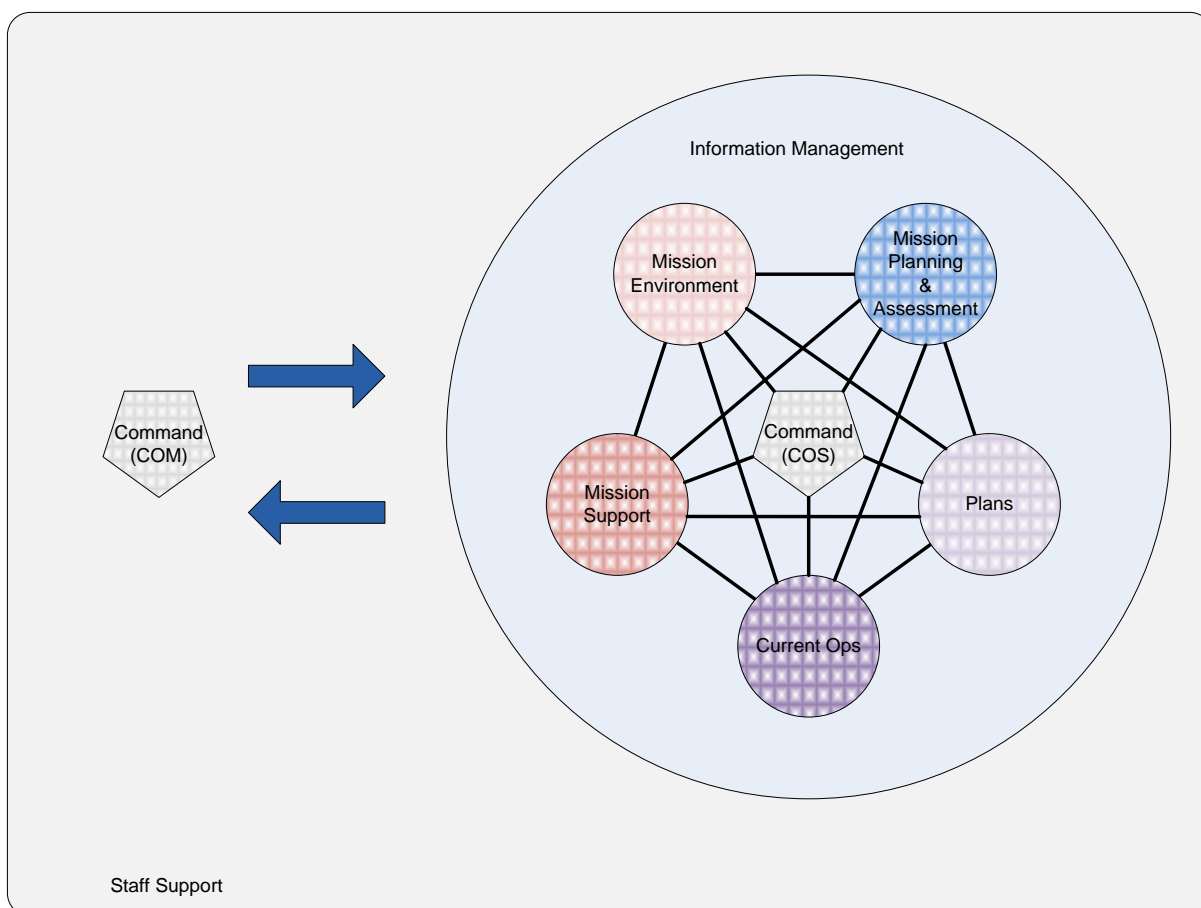 Information Management
Mission
Environment
Mission
Planning
&
Assessment
Command
(COM)
Command
(COS)
Mission
Support
Plans
Current Ops
Staff Support